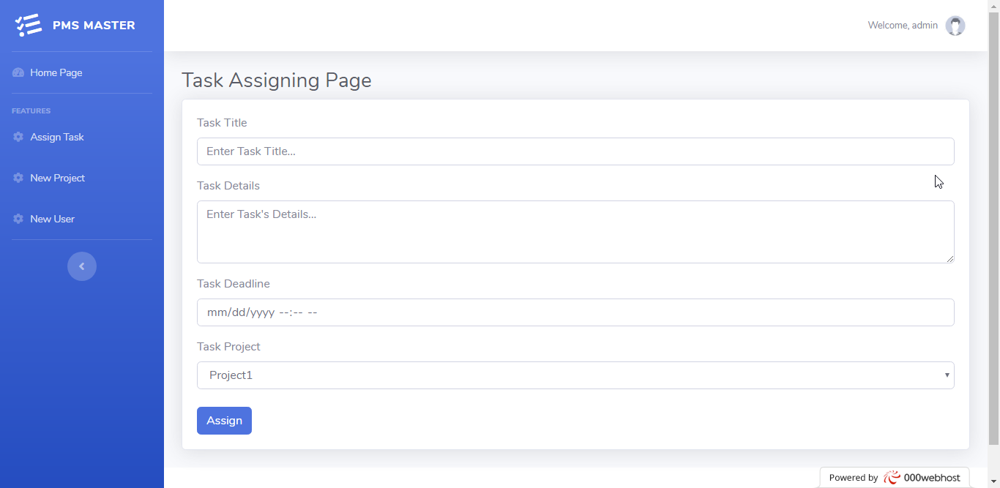 PMS MASTER
Welcome, admin
Home Page
FEATURES
Assign Task
New Project
New User
Task Assigning Page
Task Title
Enter Task Title...
Task Details
Enter Task's Details...
Task Deadline
mm/dd/yyyy --:-- --
Task Project
Project1
Assign
Powered by 000webhost